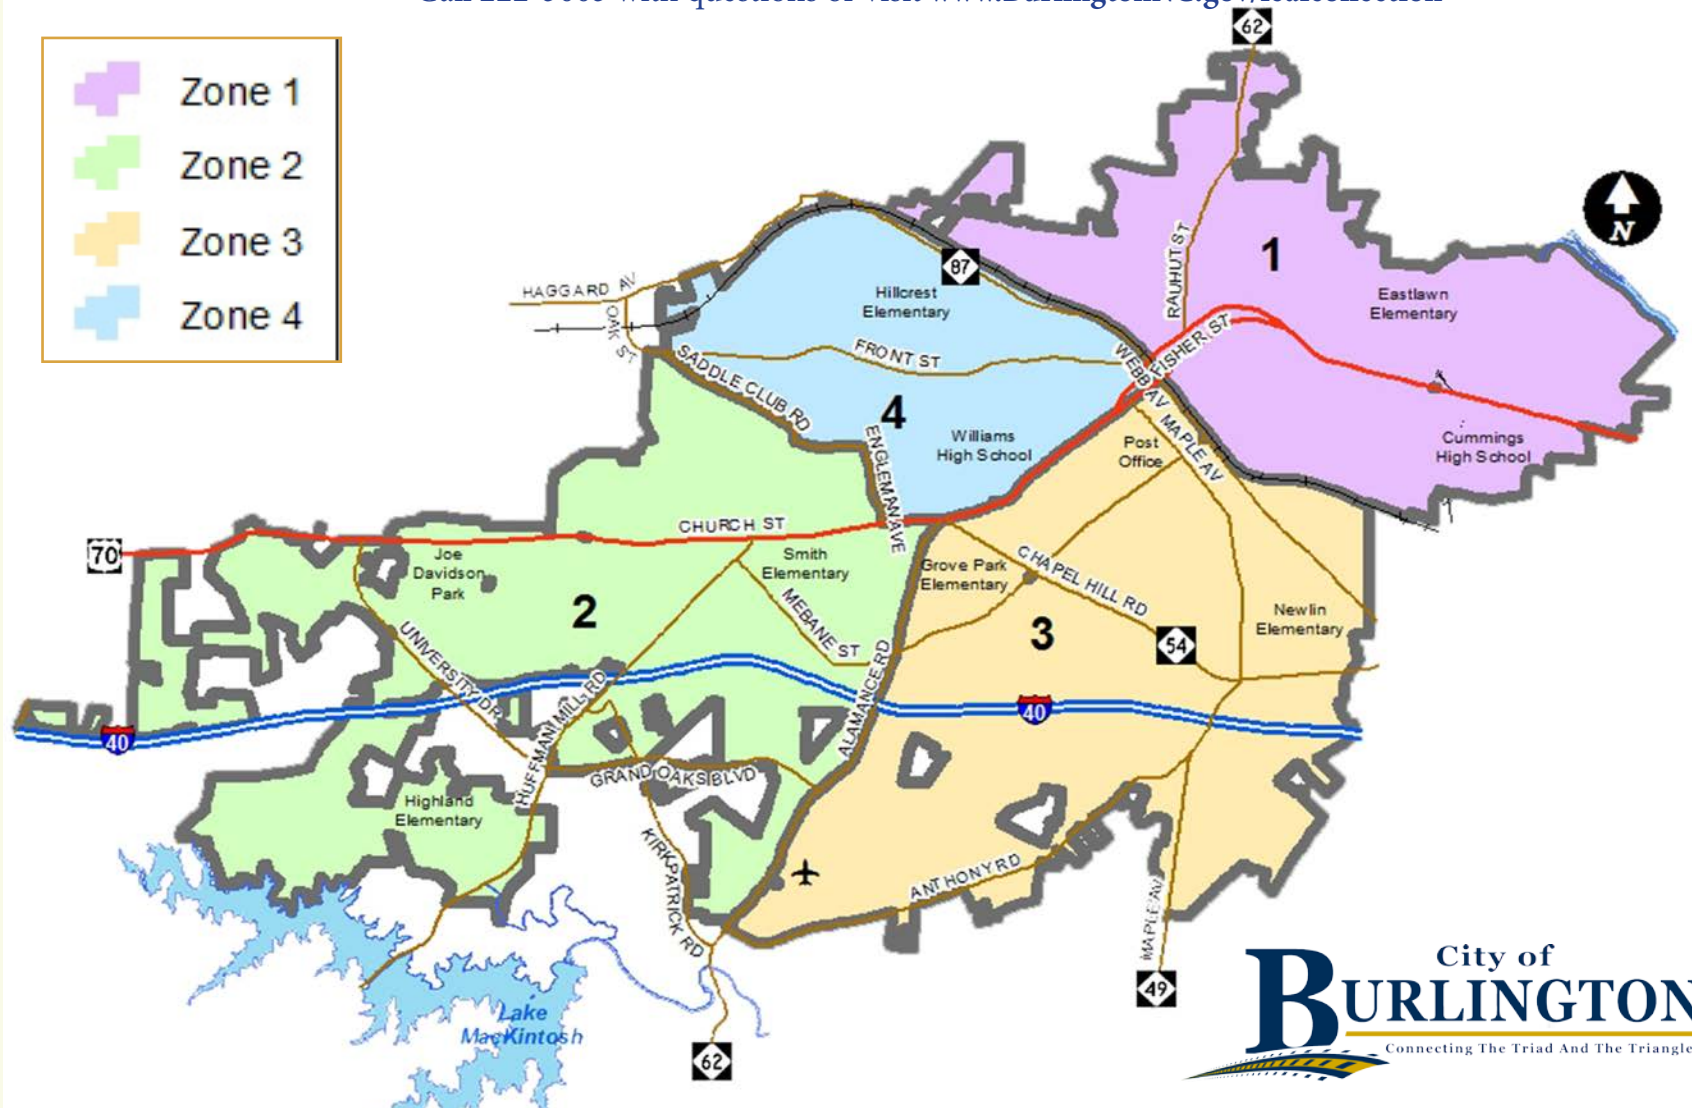 62
Zone 1
Zone 2
Zone 3
Zone 4
N
87
RAUHUT ST
1
HAGGARD AV
OAK ST
Hillcrest
Elementary
Eastlawn
Elementary
FISHER ST
WEBB AV
FRONT ST
SADDLE CLUB RD
4
ENGLEMAN AVE
Williams
High School
Post
Office
MAPLE AV
Cummings
High School
70
CHURCH ST
Joe
Davidson
Park
Smith
Elementary
Grove Park
Elementary
CHAPEL HILL RD
2
MEBANE ST
3
54
Newlin
Elementary
UNIVERSITY DR
ALAMANCE RD
40
40
HUFFMAN MILL RD
GRAND OAKS BLVD
Highland
Elementary
KIRKPATRICK RD
ANTHONY RD
MAPLE AV
49
Lake
MacKintosh
62
City of
BURLINGTON
Connecting The Triad And The Triangle